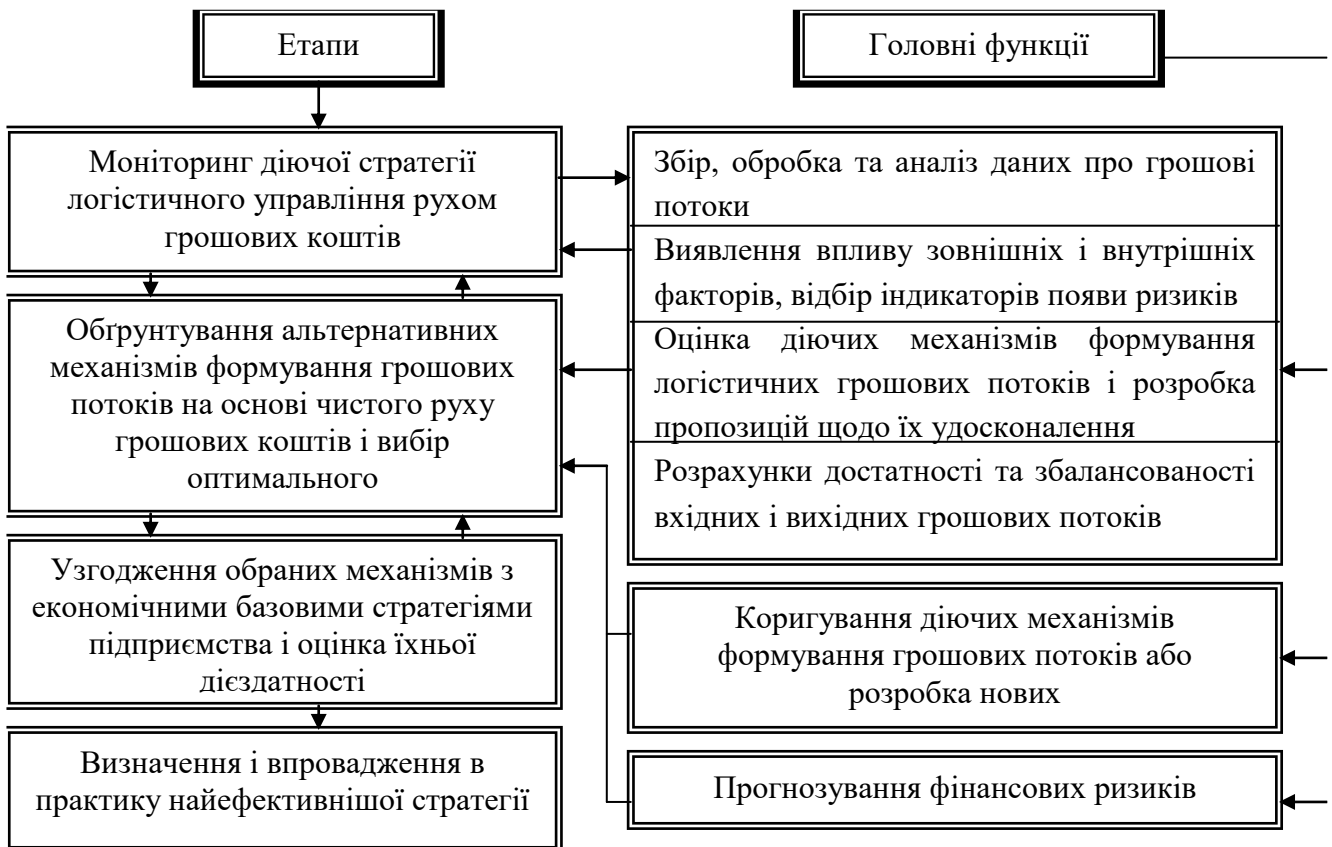 Етапи
Головні функції
Моніторинг діючої стратегії
логістичного управління рухом
грошових коштів
Обґрунтування альтернативних
механізмів формування грошових
потоків на основі чистого руху
грошових коштів і вибір
оптимального
Узгодження обраних механізмів з
економічними базовими стратегіями
підприємства і оцінка їхньої
дієздатності
Визначення і впровадження в
практику найефективнішої стратегії
Збір, обробка та аналіз даних про грошові
потоки
Виявлення впливу зовнішніх і внутрішніх
факторів, відбір індикаторів появи ризиків
Оцінка діючих механізмів формування
логістичних грошових потоків і розробка
пропозицій щодо їх удосконалення
Розрахунки достатності та збалансованості
вхідних і вихідних грошових потоків
Коригування діючих механізмів
формування грошових потоків або
розробка нових
Прогнозування фінансових ризиків